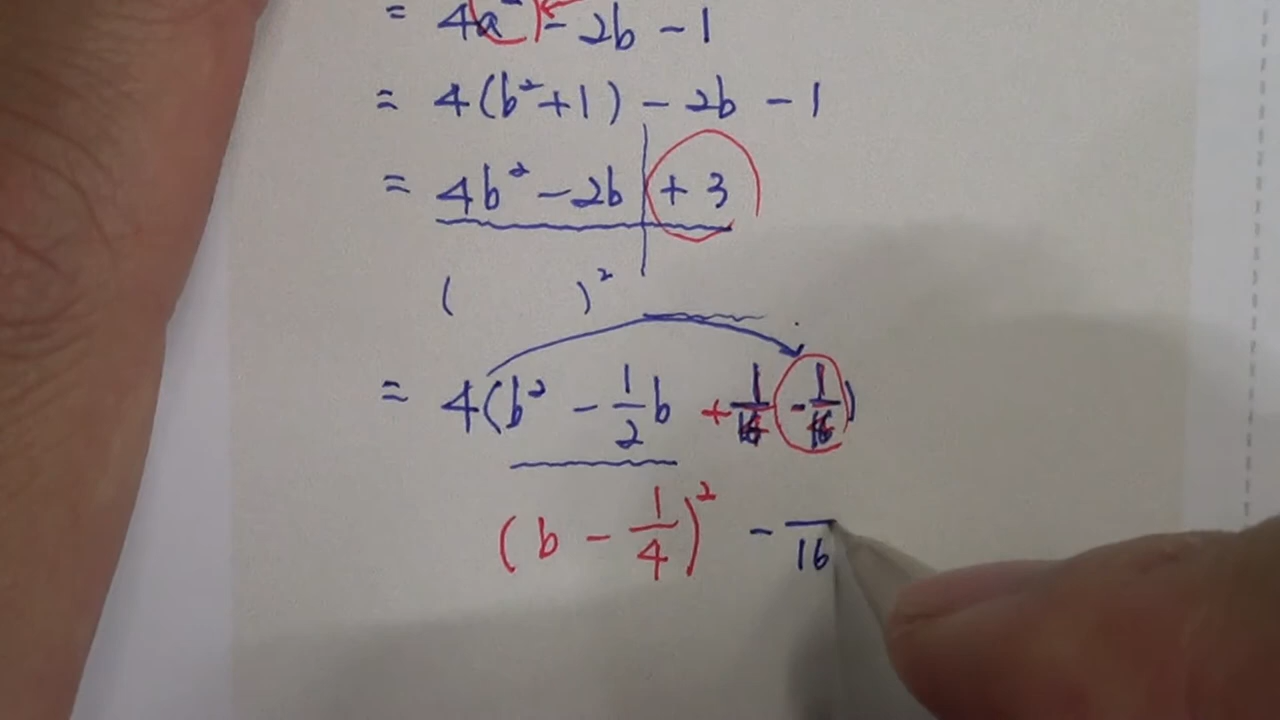 = 4a² - 2b - 1
= 4(b²+1) - 2b - 1
= 4b² - 2b + 3
( )²
= 4(b² - 1/2 b + 1/16 - 1/16)
(b - 1/4)² - /16